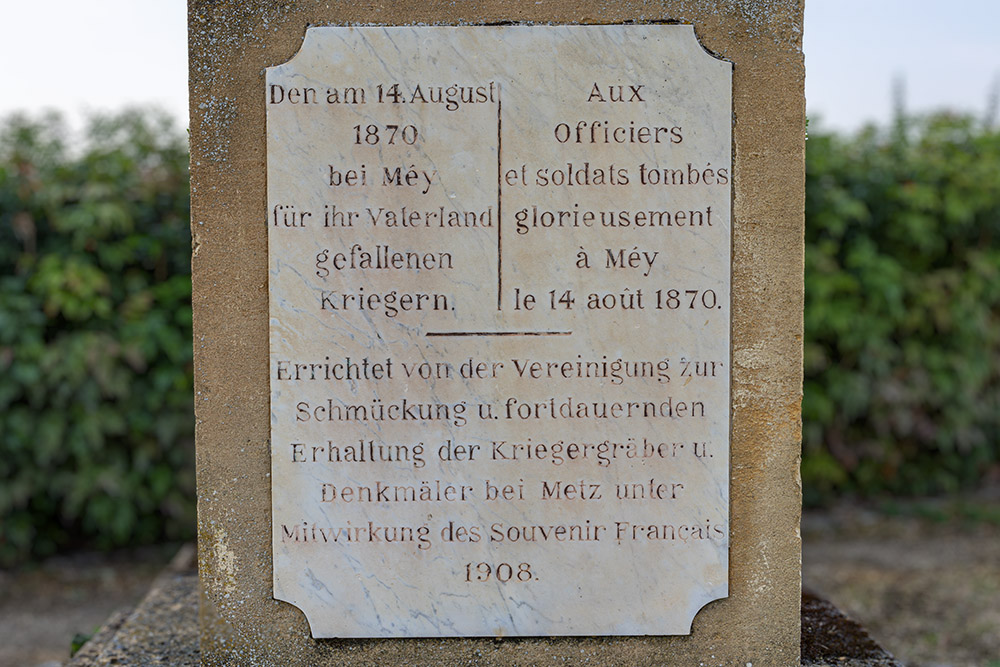 Den am 14. August
1870
bei Méy
für ihr Vaterland
gefallenen
Kriegern.
Aux
Officiers
et soldats tombés
glorieusement
à Méy
le 14 août 1870.
Errichtet von der Vereinigung zur
Schmückung u. fortdauernden
Erhaltung der Kriegergräber u.
Denkmäler bei Metz unter
Mitwirkung des Souvenir Français
1908.